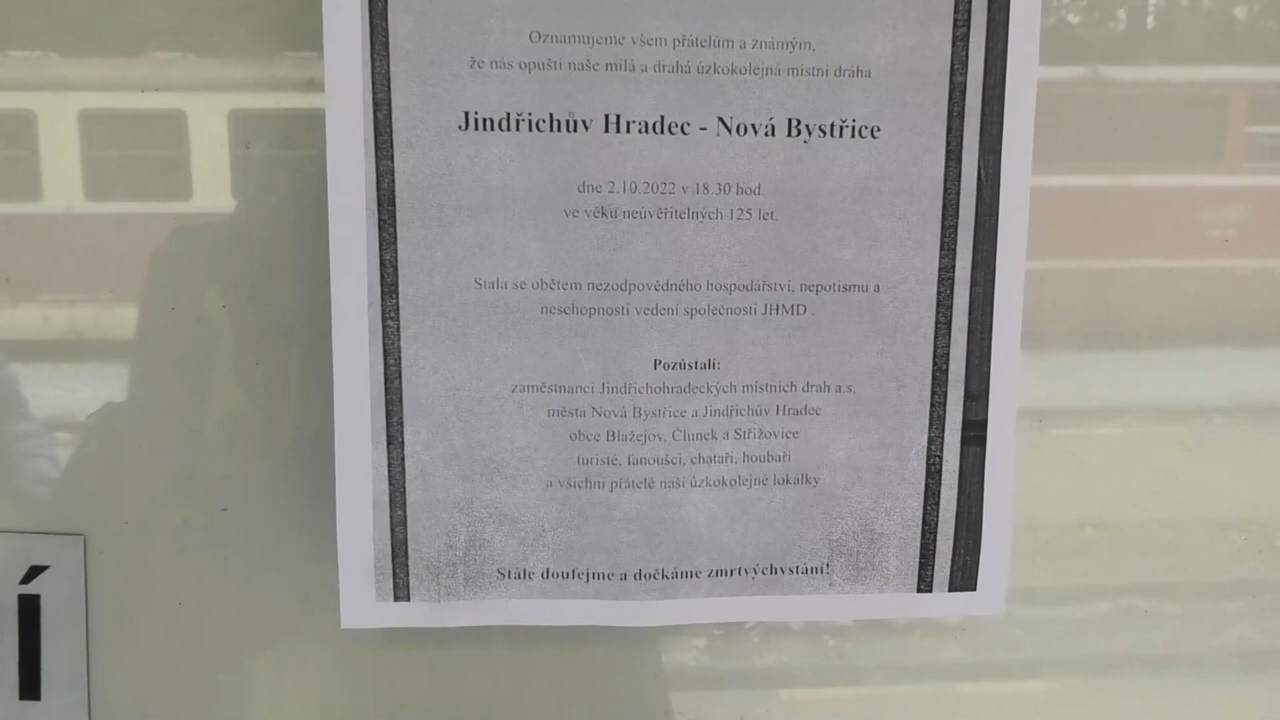 Oznamujeme všem přátelům a známým,
že nás opustí naše milá a drahá úzkokolejná místní dráha
Jindřichův Hradec - Nová Bystřice
dne 2.10.2022 v 18.30 hod.
ve věku neúvěřitelných 125 let.
Stala se obětem nezodpovědného hospodářství, nepotismu a
neschopnosti vedení společnosti JHMD .
Pozůstalí:
zaměstnanci Jindřichohradeckých místních drah a.s.
města Nová Bystřice a Jindřichův Hradec
obce Blažejov, Člunek a Střížovice
turisté, fanoušci, chataři, houbaři
a všichni přátelé naší úzkokolejné lokálky
Stále doufejme a dočkáme zmrtvýchvstání!
Í